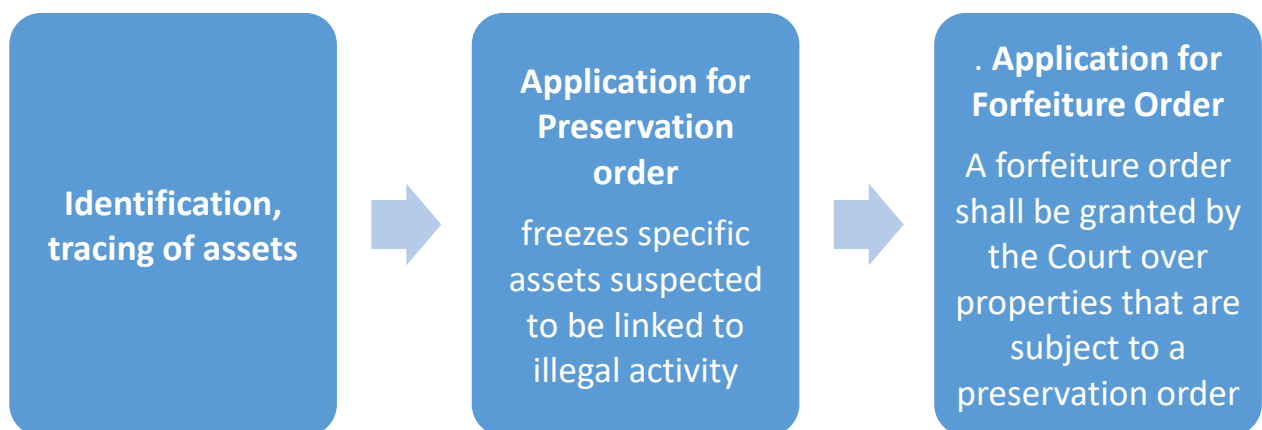 Identification,
tracing of assets
Application for
Preservation
order
freezes specific
assets suspected
to be linked to
illegal activity
. Application for
Forfeiture Order
A forfeiture order
shall be granted by
the Court over
properties that are
subject to a
preservation order